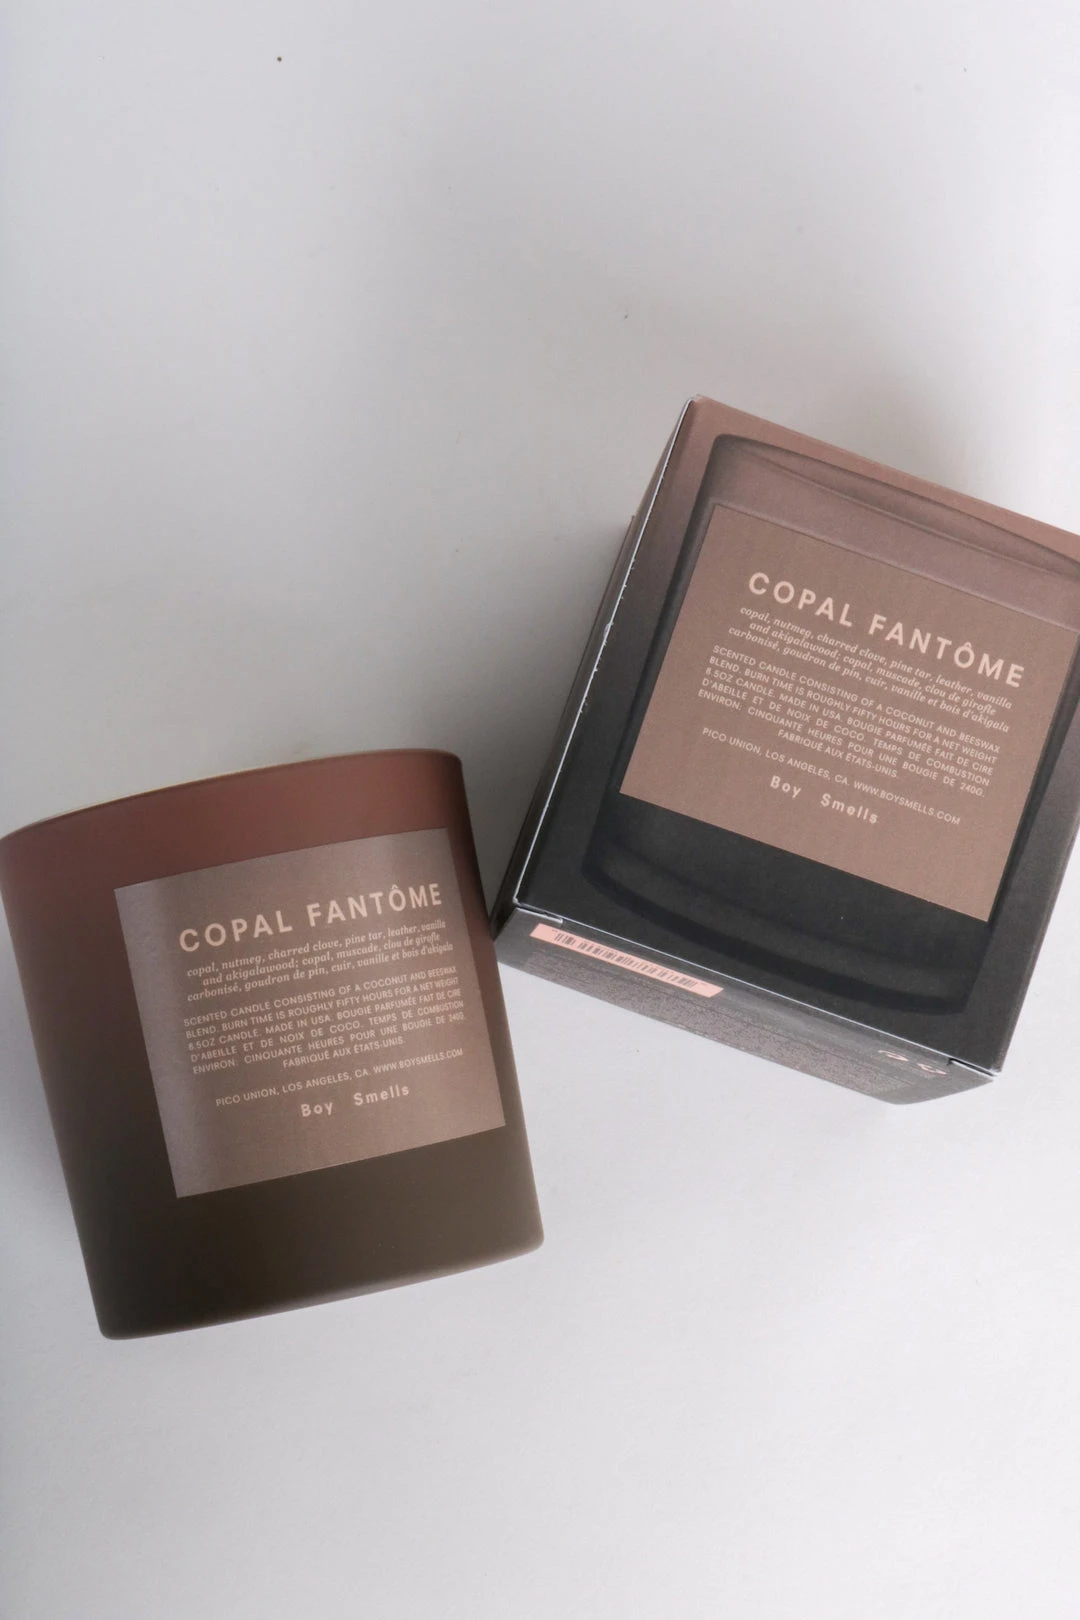 COPAL FANTÔME
copal, nutmeg, charred clove, pine tar, leather, vanilla
and akigalawood; copal, muscade, clou de girofle
carbonisé, goudron de pin, cuir, vanille et bois d'akigala
SCENTED CANDLE CONSISTING OF A COCONUT AND BEESWAX
BLEND. BURN TIME IS ROUGHLY FIFTY HOURS FOR A NET WEIGHT
8.5OZ CANDLE. MADE IN USA. BOUGIE PARFUMÉE FAIT DE CIRE
D'ABEILLE ET DE NOIX DE COCO. TEMPS DE COMBUSTION
ENVIRON. CINQUANTE HEURES POUR UNE BOUGIE DE 240G.
FABRIQUÉ AUX ÉTATS-UNIS.
PICO UNION, LOS ANGELES, CA. WWW.BOYSMELLS.COM
Boy Smells
COPAL FANTÔME
copal, nutmeg, charred clove, pine tar, leather, vanilla
and akigalawood; copal, muscade, clou de girofle
carbonisé, goudron de pin, cuir, vanille et bois d'akigala
SCENTED CANDLE CONSISTING OF A COCONUT AND BEESWAX
BLEND. BURN TIME IS ROUGHLY FIFTY HOURS FOR A NET WEIGHT
8.5OZ CANDLE. MADE IN USA. BOUGIE PARFUMÉE FAIT DE CIRE
D'ABEILLE ET DE NOIX DE COCO. TEMPS DE COMBUSTION
ENVIRON. CINQUANTE HEURES POUR UNE BOUGIE DE 240G.
FABRIQUÉ AUX ÉTATS-UNIS.
PICO UNION, LOS ANGELES, CA. WWW.BOYSMELLS.COM
Boy Smells